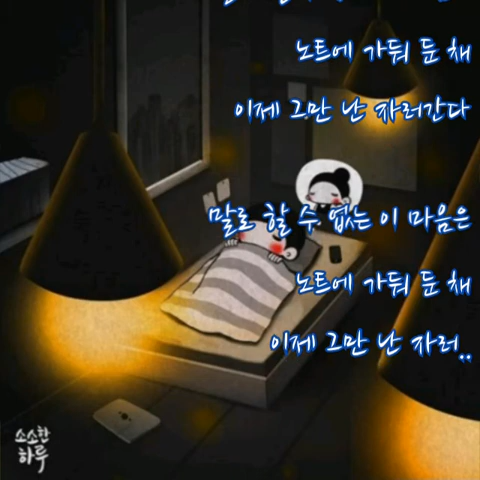 노트에 가둬 둔 채
이제 그만 난 자러간다
말로 할 수 없는 이 마음은
노트에 가둬 둔 채
이제 그만 난 자러..
소소한
하루